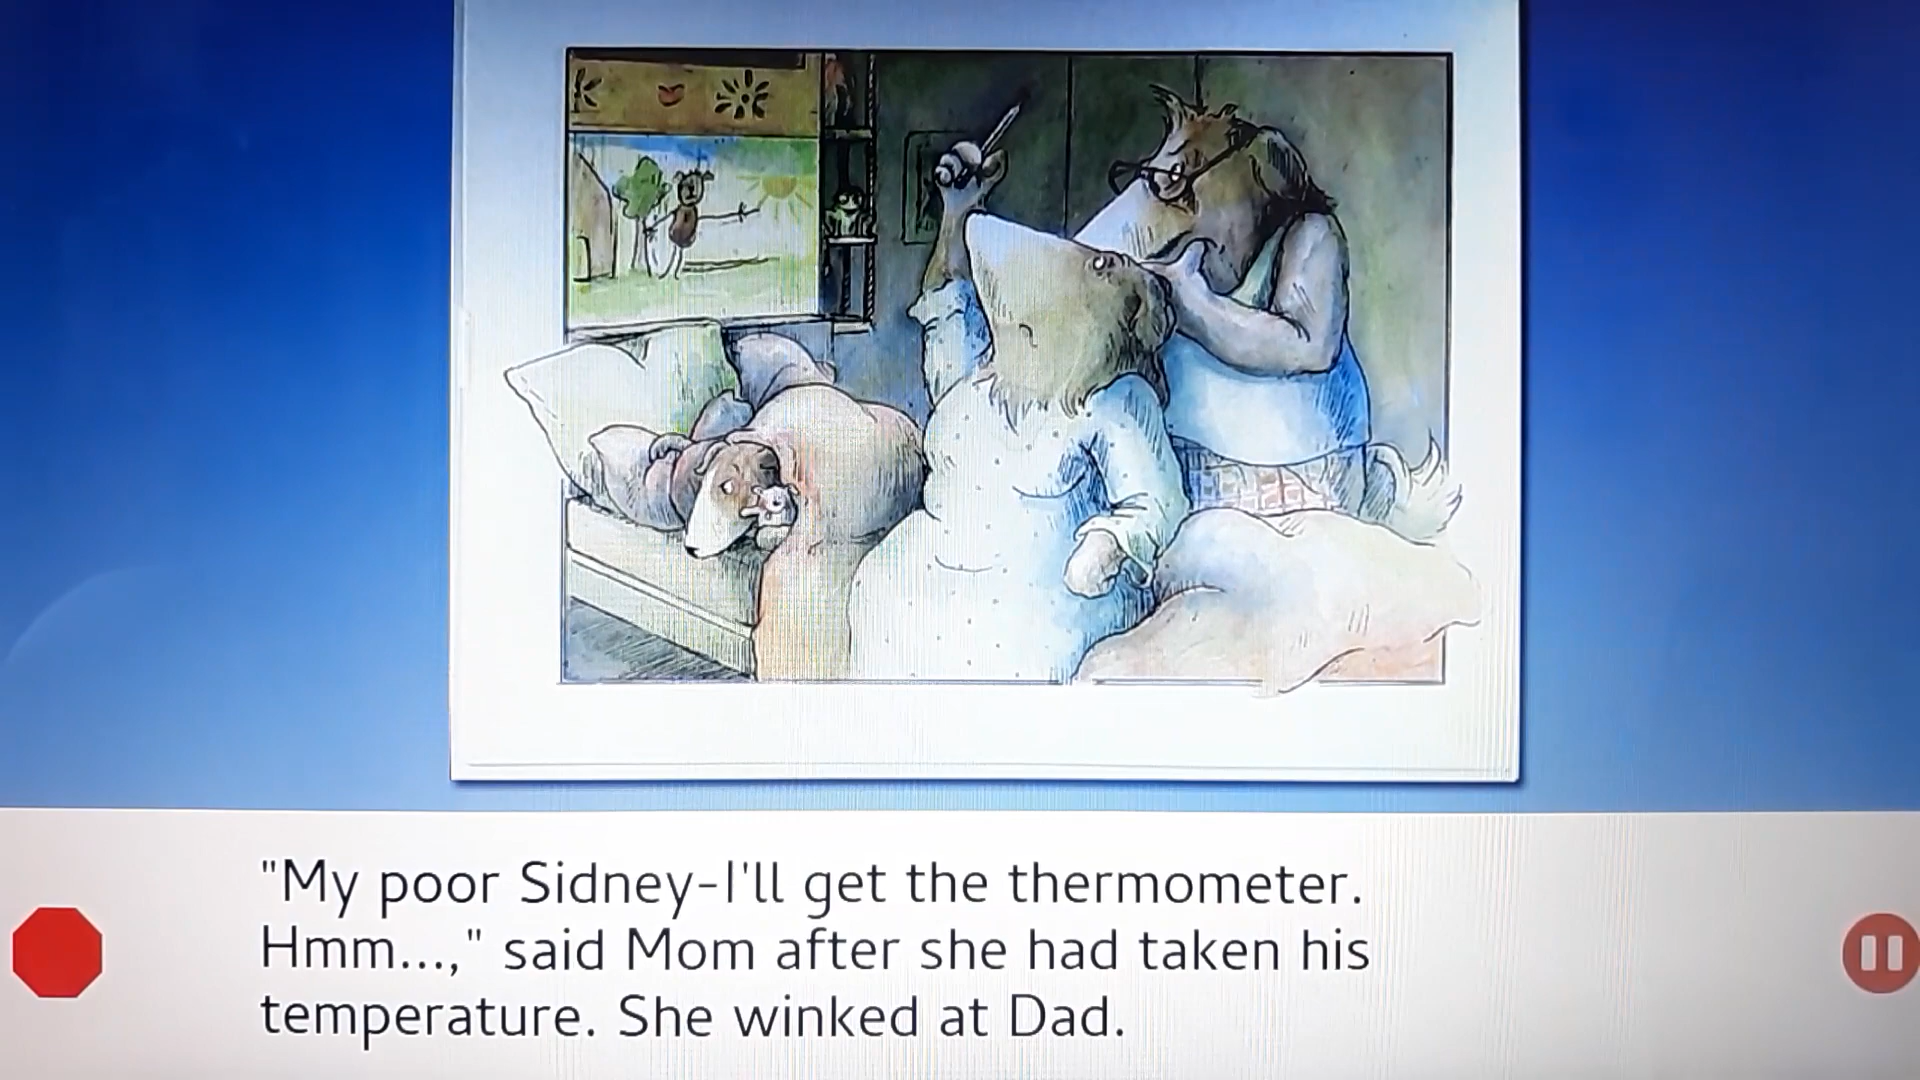 "My poor Sidney-I'll get the thermometer.
Hmm...," said Mom after she had taken his
temperature. She winked at Dad.